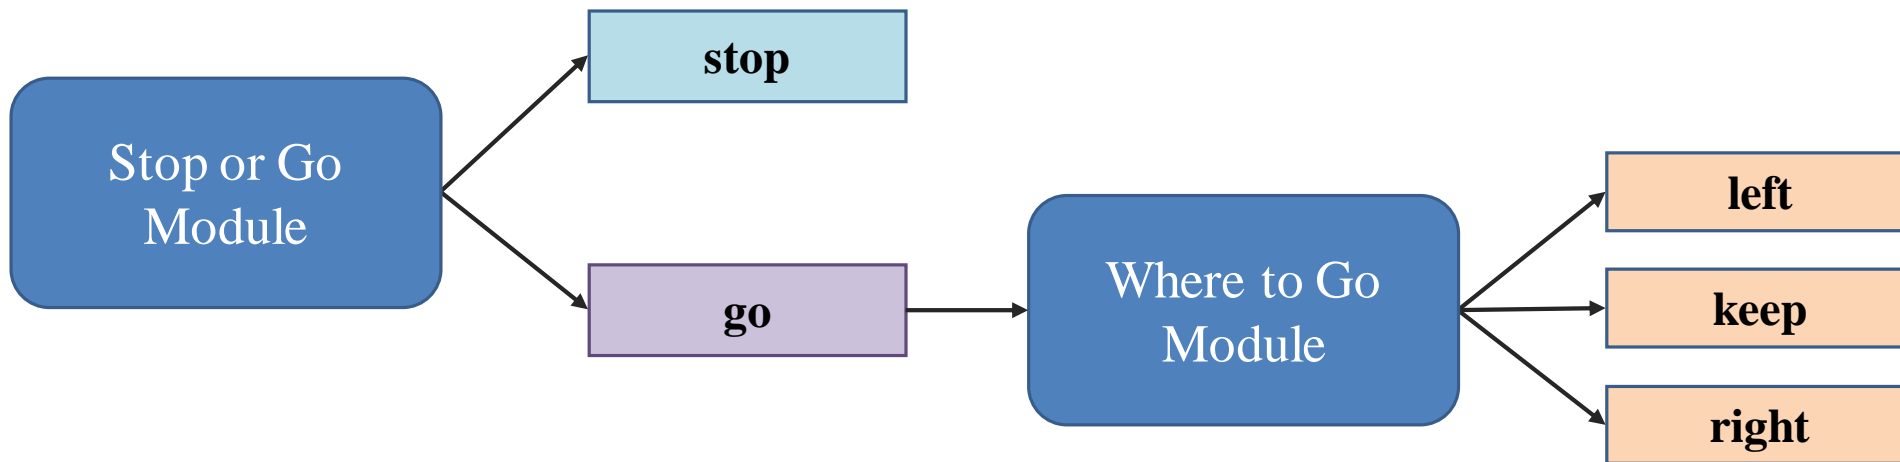 Stop or Go
Module
stop
go
Where to Go
Module
left
keep
right